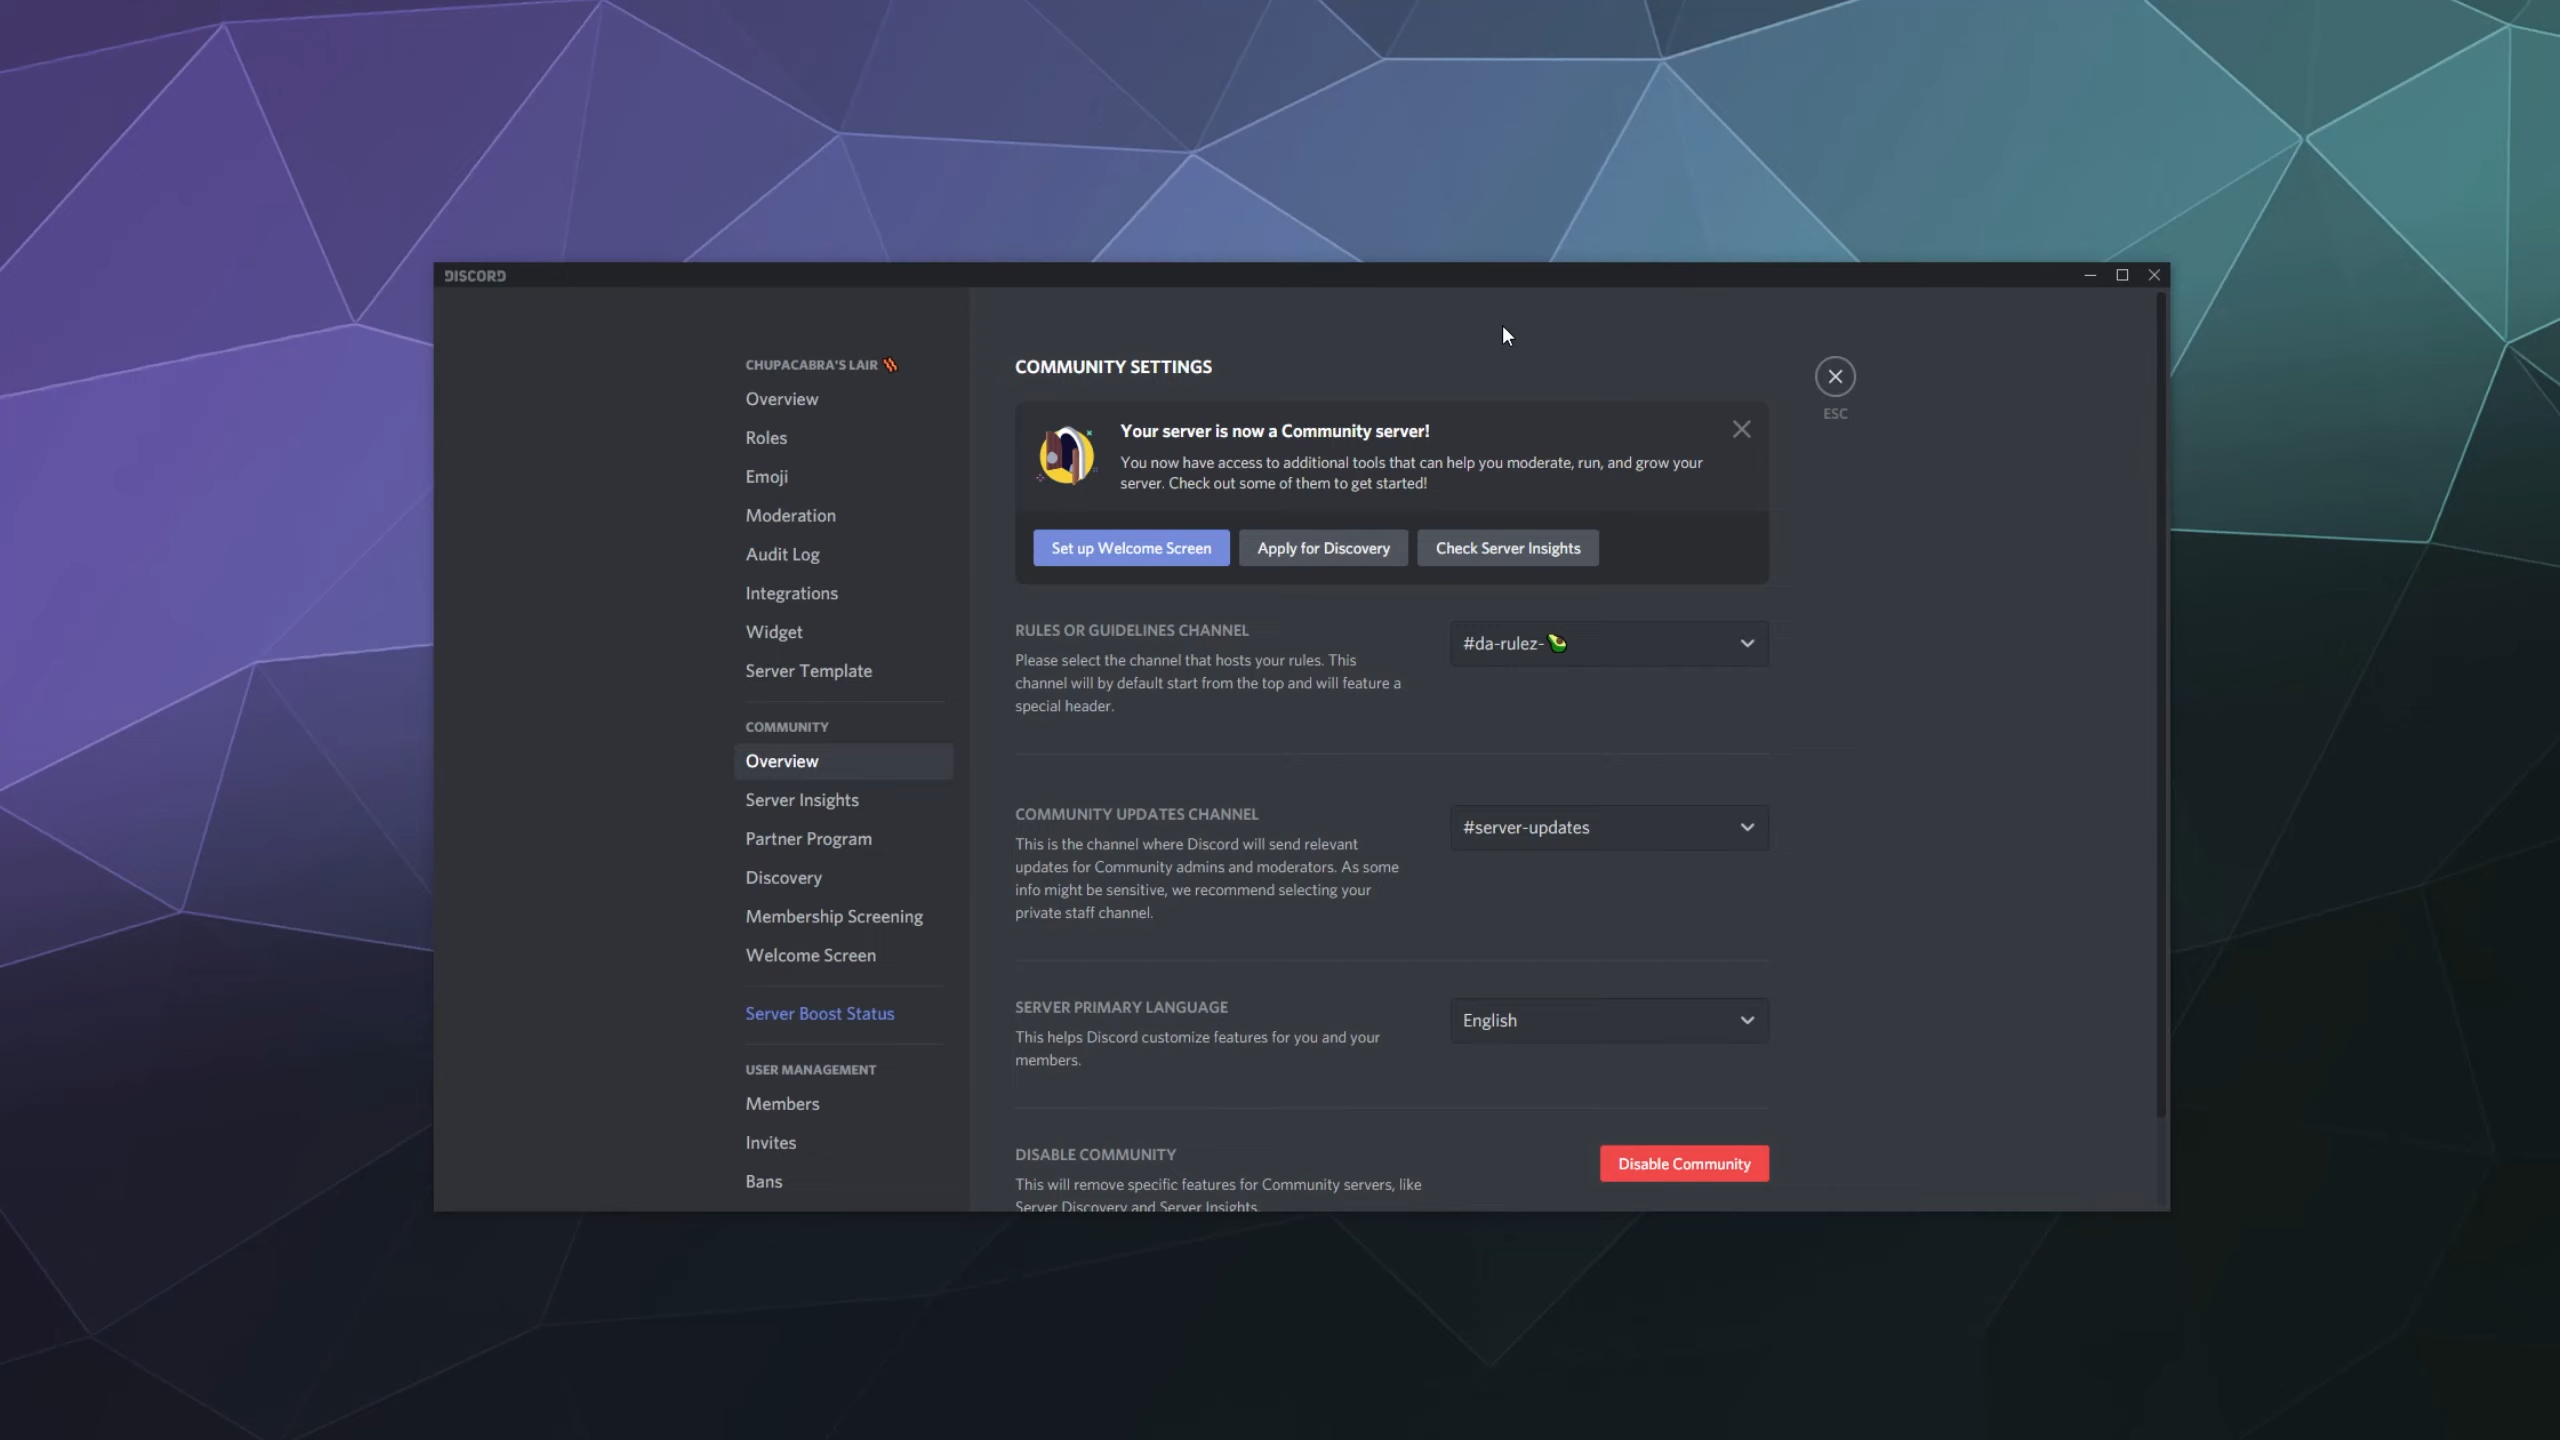 DISCORD
CHUPACABRA'S LAIR 🥓
Overview
Roles
Emoji
Moderation
Audit Log
Integrations
Widget
Server Template
COMMUNITY
Overview
Server Insights
Partner Program
Discovery
Membership Screening
Welcome Screen
Server Boost Status
USER MANAGEMENT
Members
Invites
Bans
COMMUNITY SETTINGS
ESC
Your server is now a Community server!
You now have access to additional tools that can help you moderate, run, and grow your
server. Check out some of them to get started!
Set up Welcome Screen
Apply for Discovery
Check Server Insights
RULES OR GUIDELINES CHANNEL
Please select the channel that hosts your rules. This
channel will by default start from the top and will feature a
special header.
#da-rulez-🥑
COMMUNITY UPDATES CHANNEL
This is the channel where Discord will send relevant
updates for Community admins and moderators. As some
info might be sensitive, we recommend selecting your
private staff channel.
#server-updates
SERVER PRIMARY LANGUAGE
This helps Discord customize features for you and your
members.
English
DISABLE COMMUNITY
This will remove specific features for Community servers, like
Server Discovery and Server Insights.
Disable Community